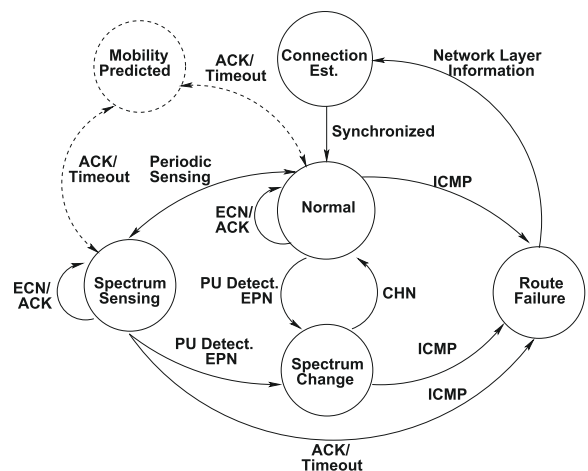 Mobility
Predicted
ACK/
Timeout
Connection
Est.
Network Layer
Information
Synchronized
ACK/
Timeout
Periodic
Sensing
ICMP
ECN/
ACK
Normal
ECN/
ACK
Spectrum
Sensing
PU Detect.
EPN
CHN
Route
Failure
PU Detect.
EPN
Spectrum
Change
ICMP
ICMP
ACK/
Timeout